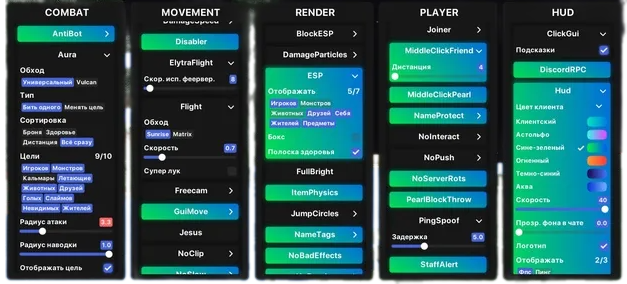 COMBAT
AntiBot
Aura
Обход
Универсальный Vulcan
Тип
Бить одного Менять цель
Сортировка
Броня Здоровье
Дистанция Всё сразу
Цели 9/10
Игроков Монстров
Кальмары Летающие
Животных Друзей
Голых Слаймов
Невидимых Жителей
Радиус атаки 3.3
Радиус наводки 1.0
Отображать цель
MOVEMENT
DamageSpeed
Disabler
ElytraFlight
Скор. исп. феерверк. 8
Flight
Обход
Sunrise Matrix
Скорость 0.7
Супер лук
Freecam
GuiMove
Jesus
NoClip
NoSlow
RENDER
BlockESP
DamageParticles
ESP
Отображать 5/7
Игроков Монстров
Животных Друзей Себя
Жителей Предметы
Бокс
Полоска здоровья
FullBright
ItemPhysics
JumpCircles
NameTags
NoBadEffects
PLAYER
Joiner
MiddleClickFriend
Дистанция 4
MiddleClickPearl
NameProtect
NoInteract
NoPush
NoServerRots
PearlBlockThrow
PingSpoof
Задержка 5.0
StaffAlert
HUD
ClickGui
Подсказки
DiscordRPC
Hud
Цвет клиента
Клиентский
Астольфо
Сине-зеленый
Огненный
Темно-синий
Аква
Скорость 40
Прозр. фона в чате 0.0
Логотип
Отображать 2/3
Фпс Пинг